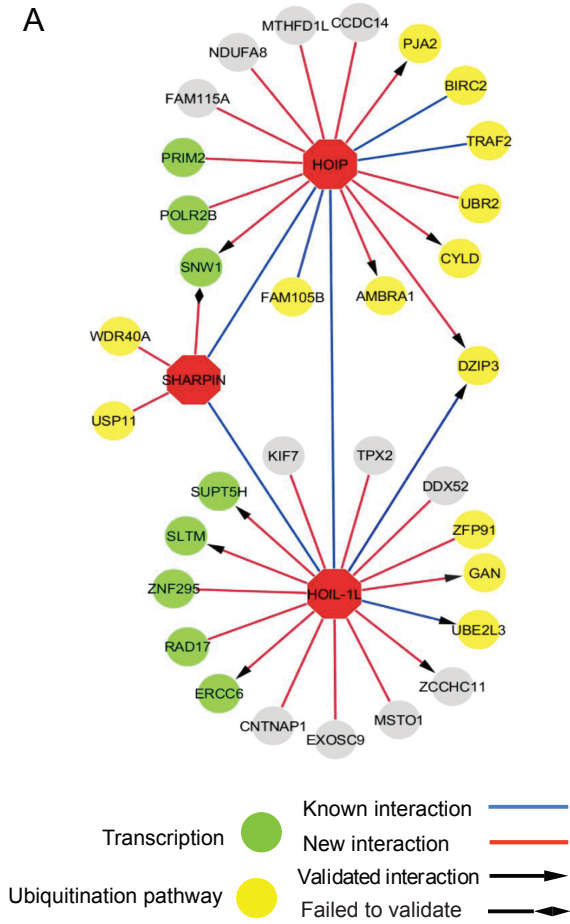 A
MTHFD1L
CCDC14
NDUFA8
PJA2
FAM115A
BIRC2
PRIM2
HOIP
TRAF2
POLR2B
UBR2
SNW1
CYLD
FAM105B
AMBRA1
WDR40A
SHARPIN
DZIP3
USP11
KIF7
TPX2
SUPT5H
DDX52
SLTM
ZFP91
ZNF295
HOIL-1L
GAN
RAD17
UBE2L3
ERCC6
ZCCHC11
CNTNAP1
EXOSC9
MSTO1
Transcription
Ubiquitination pathway
Known interaction
New interaction
Validated interaction
Failed to validate